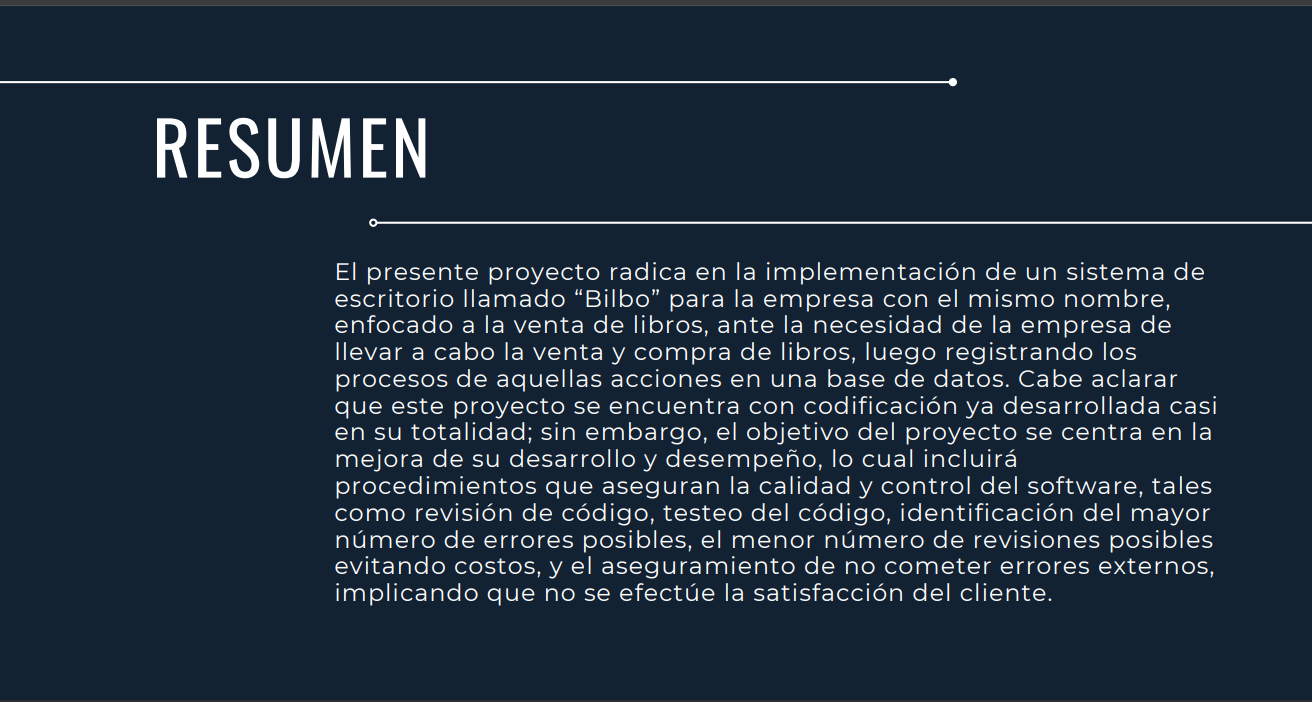 RESUMEN
El presente proyecto radica en la implementación de un sistema de
escritorio llamado “Bilbo” para la empresa con el mismo nombre,
enfocado a la venta de libros, ante la necesidad de la empresa de
llevar a cabo la venta y compra de libros, luego registrando los
procesos de aquellas acciones en una base de datos. Cabe aclarar
que este proyecto se encuentra con codificación ya desarrollada casi
en su totalidad; sin embargo, el objetivo del proyecto se centra en la
mejora de su desarrollo y desempeño, lo cual incluirá
procedimientos que aseguran la calidad y control del software, tales
como revisión de código, testeo del código, identificación del mayor
número de errores posibles, el menor número de revisiones posibles
evitando costos, y el aseguramiento de no cometer errores externos,
implicando que no se efectúe la satisfacción del cliente.